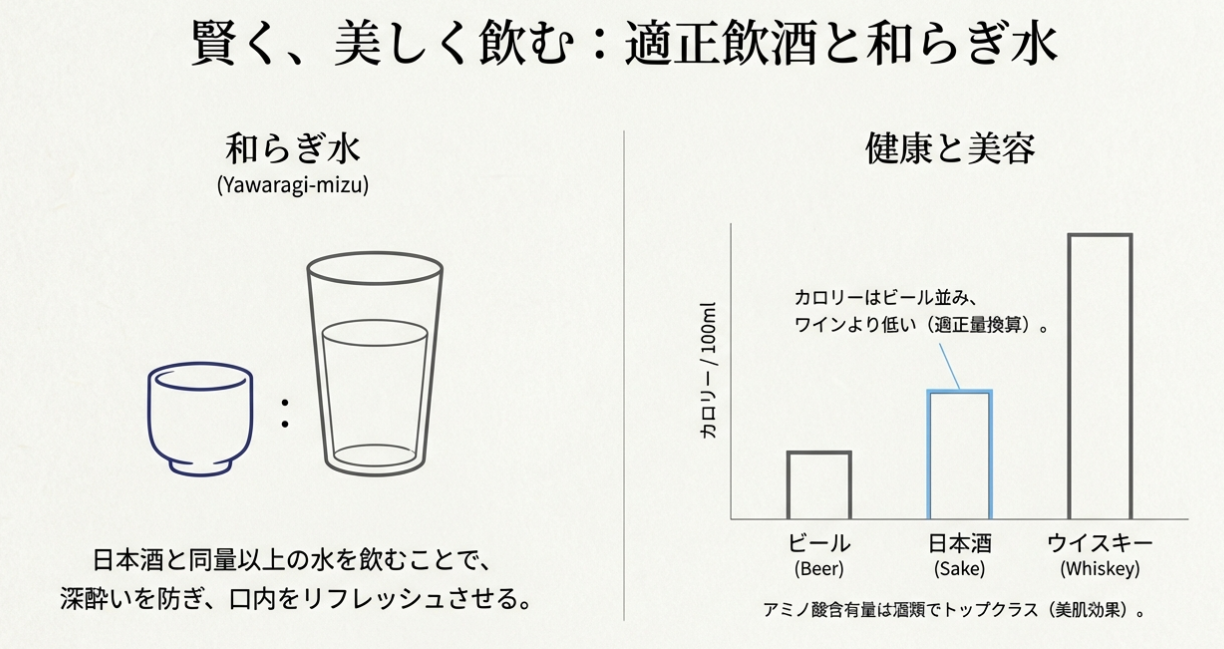 賢く、美しく飲む：適正飲酒と和らぎ水
和らぎ水
(Yawaragi-mizu)
:
日本酒と同量以上の水を飲むことで、
深酔いを防ぎ、口内をリフレッシュさせる。
健康と美容
カロリー / 100ml
カロリーはビール並み、
ワインより低い（適正量換算）。
ビール
(Beer)
日本酒
(Sake)
ウイスキー
(Whiskey)
アミノ酸含有量は酒類でトップクラス（美肌効果）。